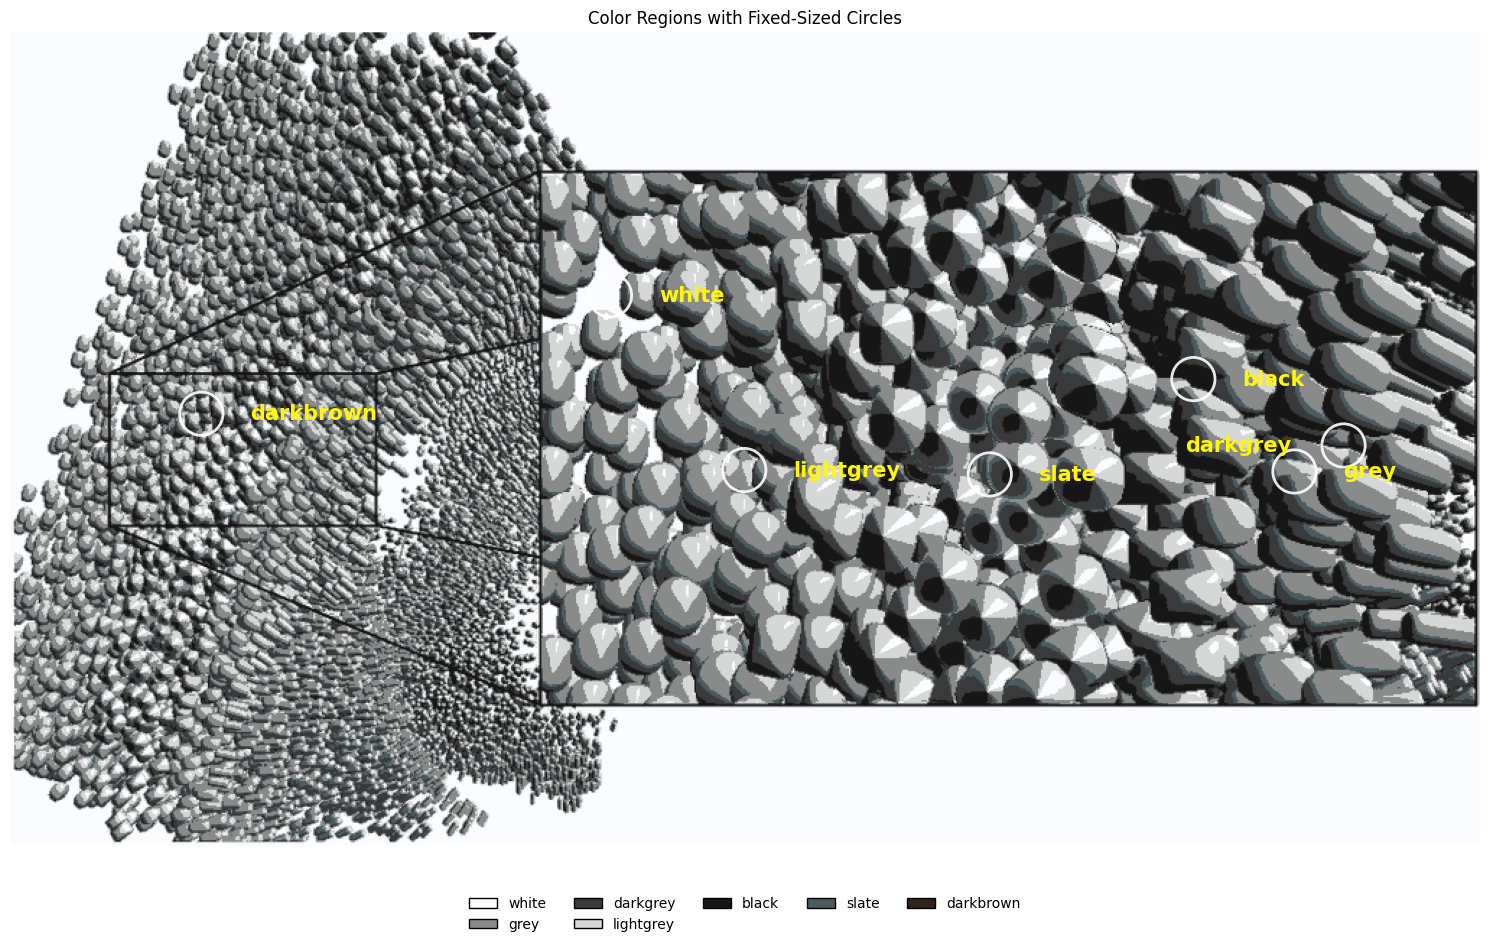 Color Regions with Fixed-Sized Circles
white
black
darkbrown
darkgrey
lightgrey
slate
grey
white
darkgrey
black
slate
darkbrown
grey
lightgrey